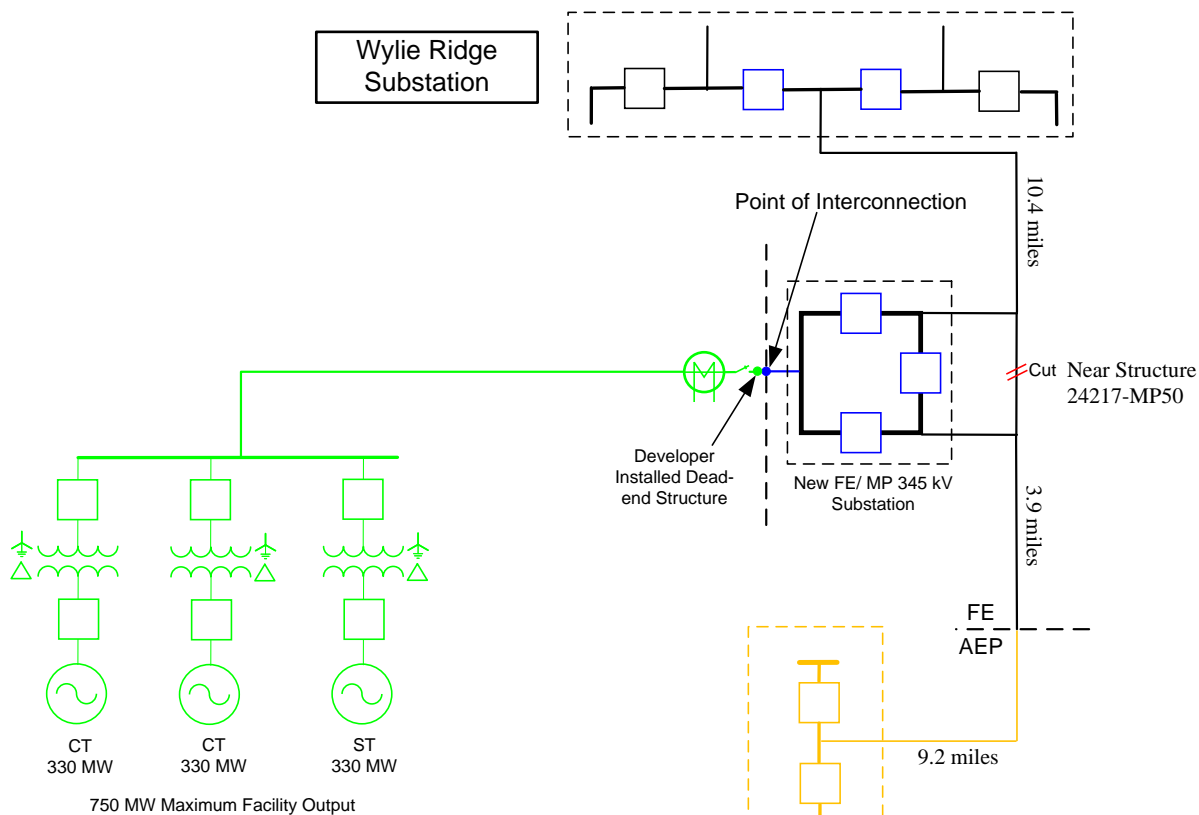 Wylie Ridge
Substation
10.4 miles
Point of Interconnection
Cut
Near Structure
24217-MP50
Developer
Installed Dead-
end Structure
New FE/ MP 345 kV
Substation
3.9 miles
FE
AEP
9.2 miles
CT
330 MW
CT
330 MW
ST
330 MW
750 MW Maximum Facility Output